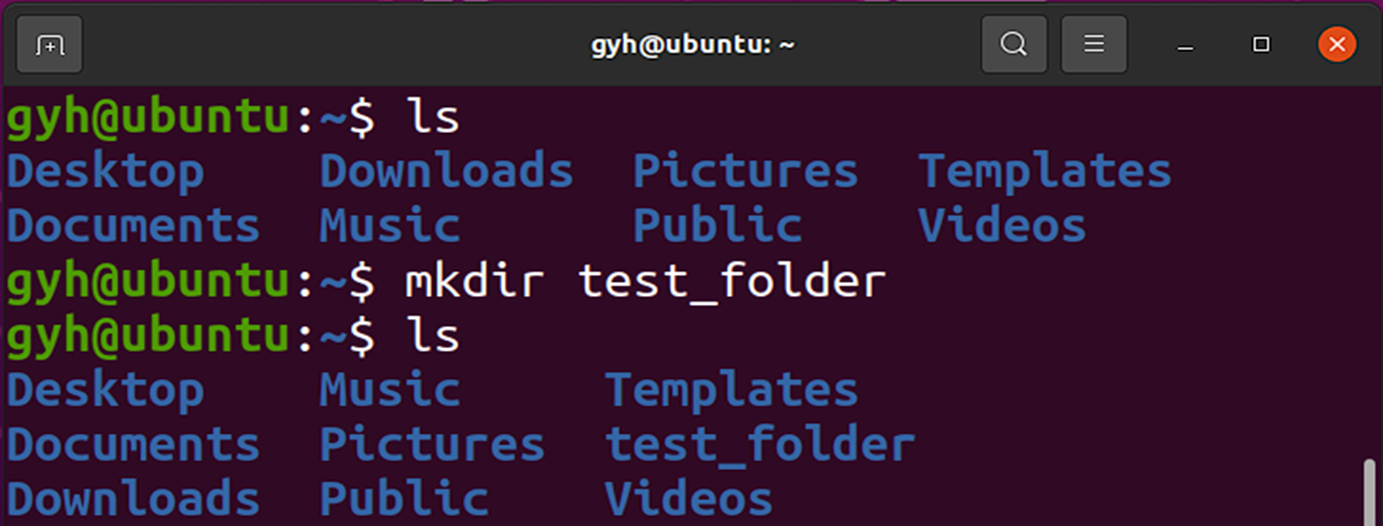 gyh@ubuntu: ~
gyh@ubuntu:~$ ls
Desktop Downloads Pictures Templates
Documents Music Public Videos
gyh@ubuntu:~$ mkdir test_folder
gyh@ubuntu:~$ ls
Desktop Music Templates
Documents Pictures test_folder
Downloads Public Videos